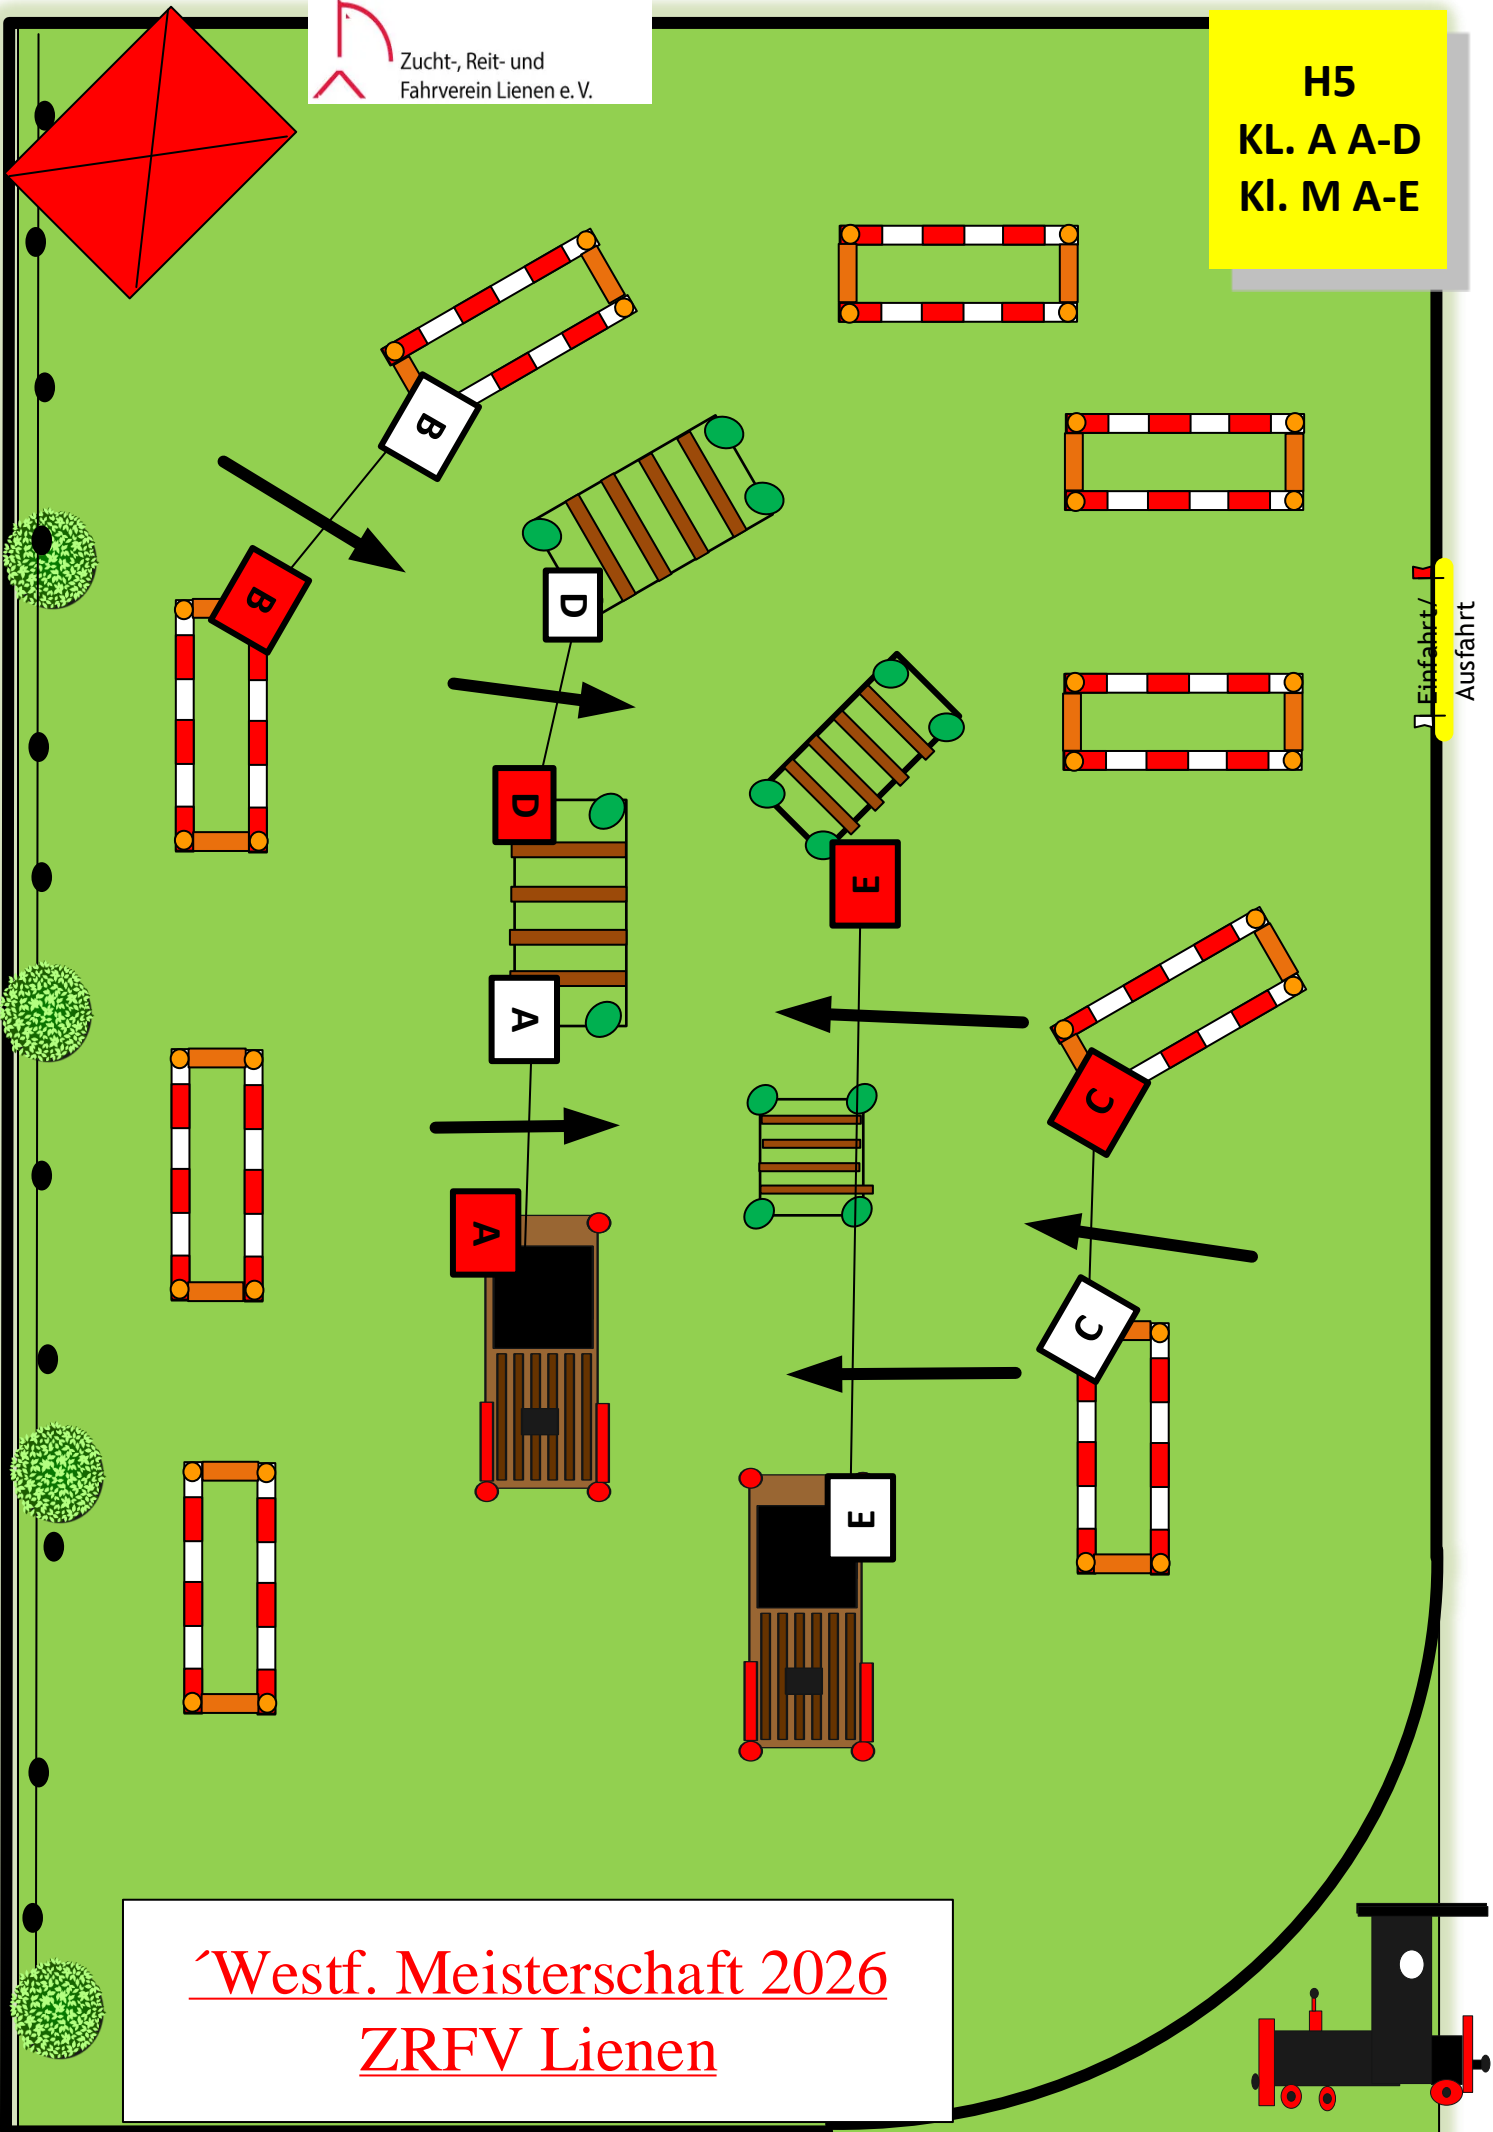 Zucht-, Reit- und
Fahrverein Lienen e. V.
H5
KL. A A-D
Kl. M A-E
B
B
D
D
A
A
E
E
C
C
Einfahrt/
Ausfahrt
´Westf. Meisterschaft 2026
ZRFV Lienen